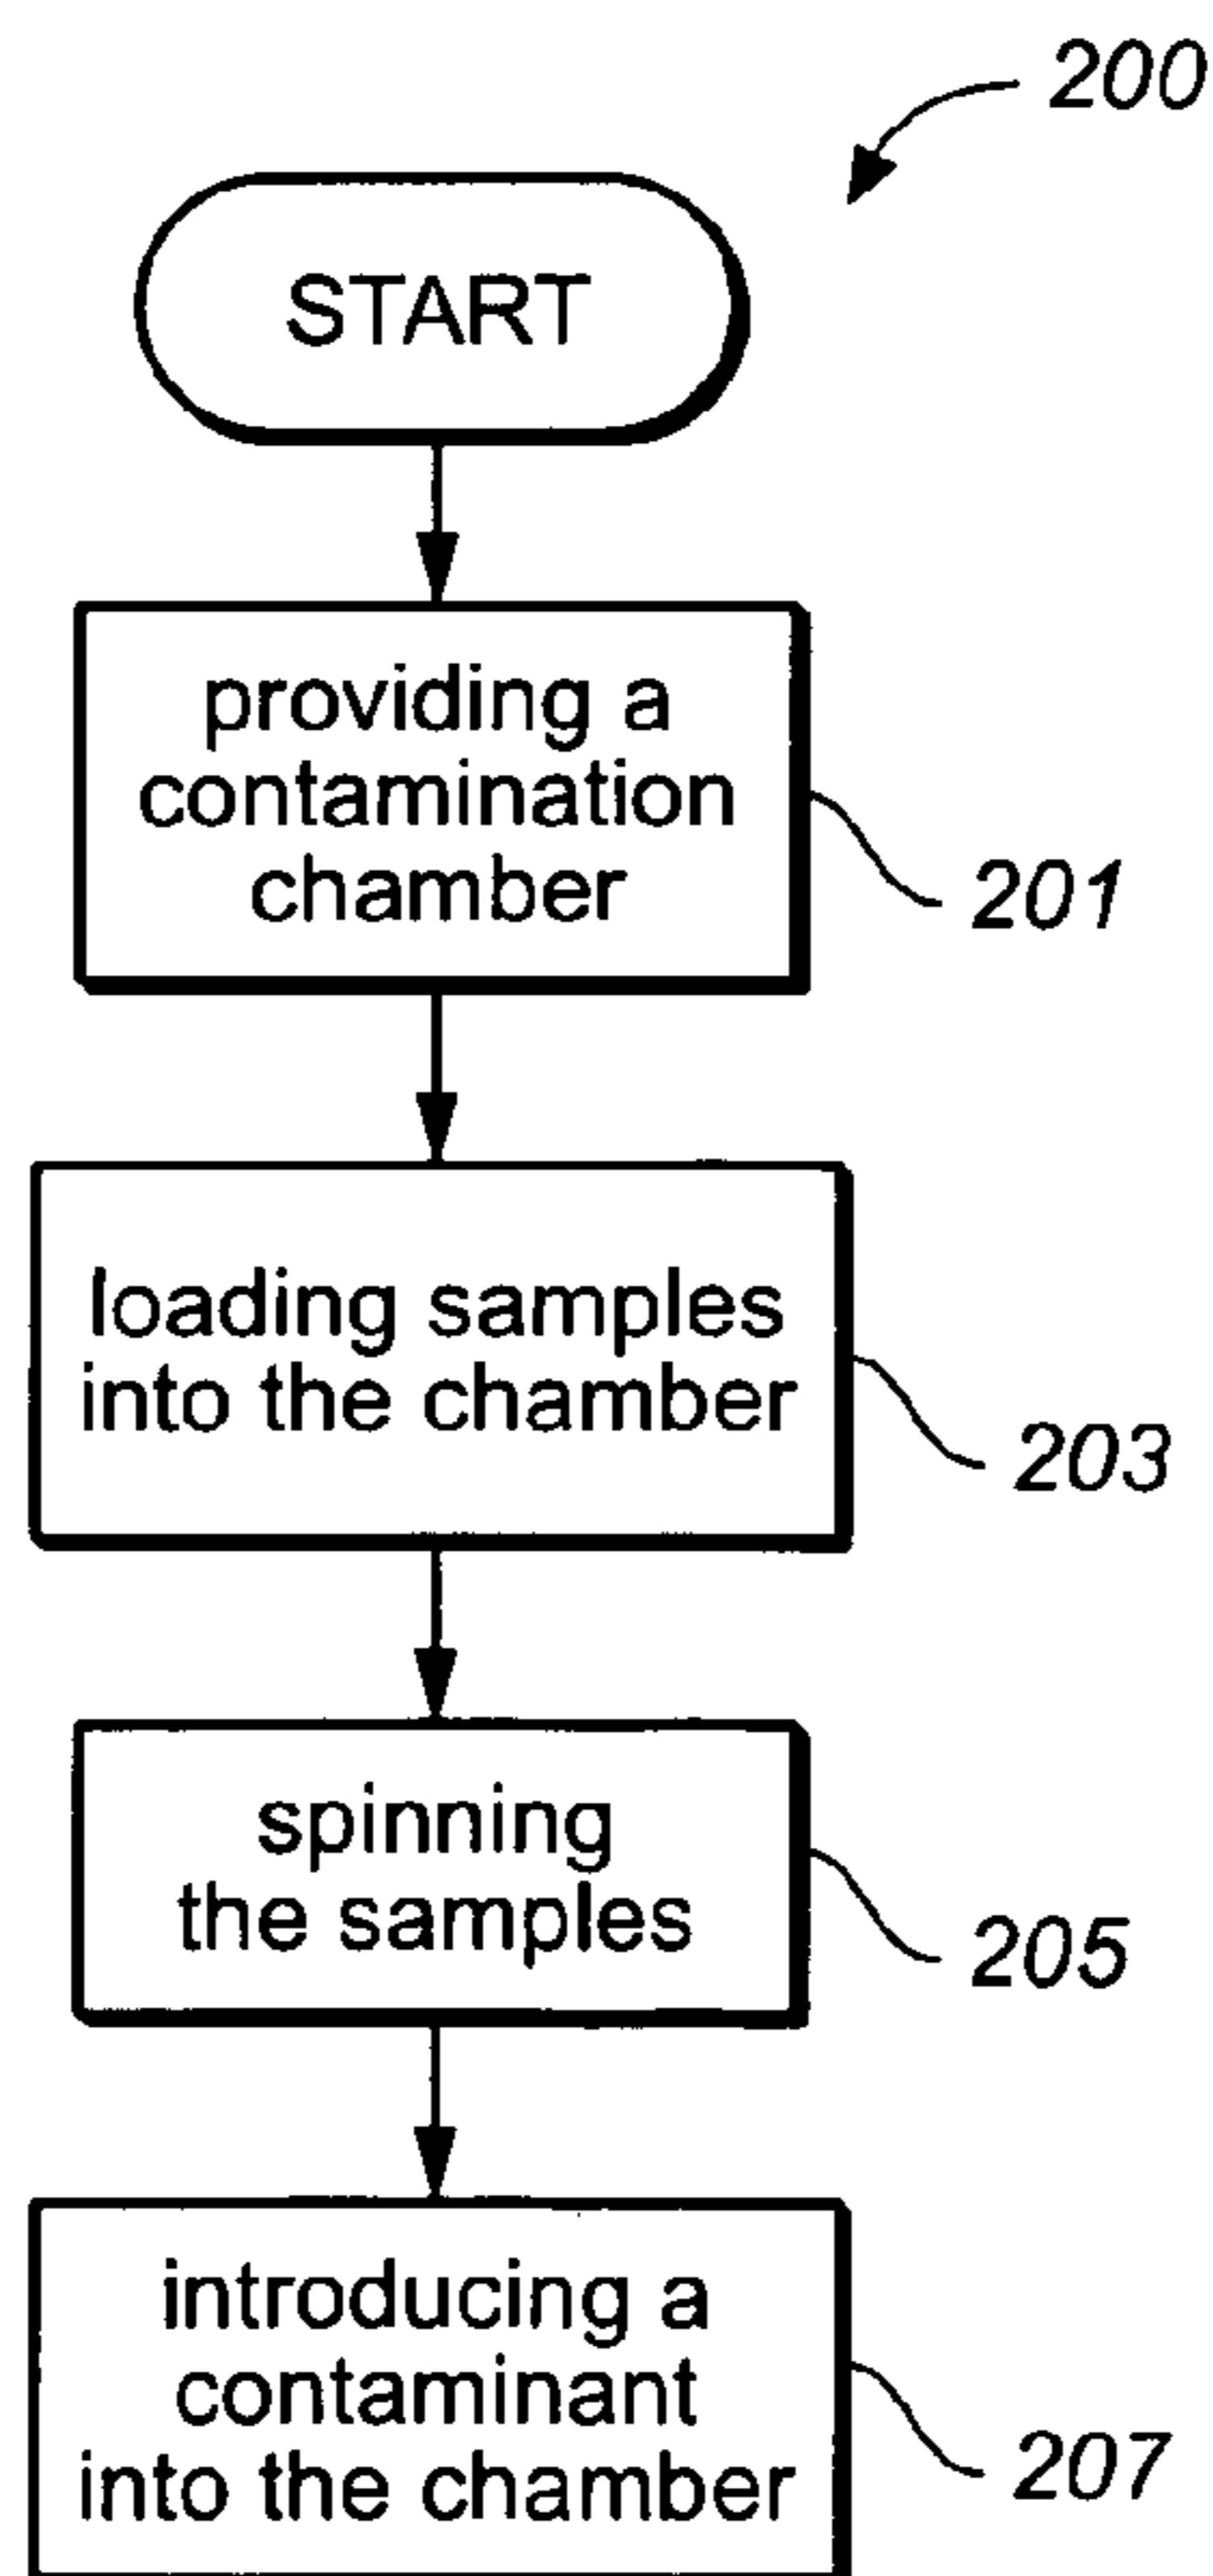 200
START
providing a
contamination
chamber
201
loading samples
into the chamber
203
spinning
the samples
205
introducing a
contaminant
into the chamber
207